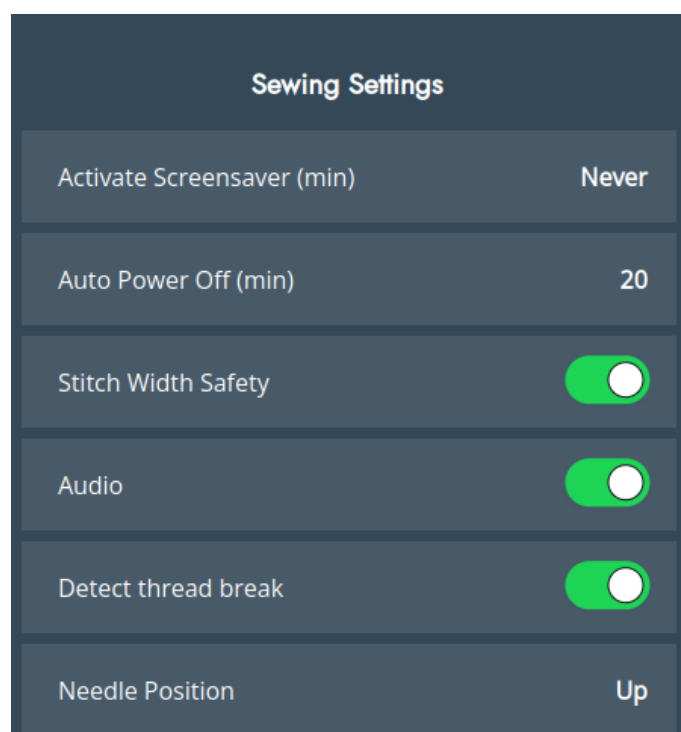 Sewing Settings
Activate Screensaver (min) Never
Auto Power Off (min) 20
Stitch Width Safety
Audio
Detect thread break
Needle Position Up